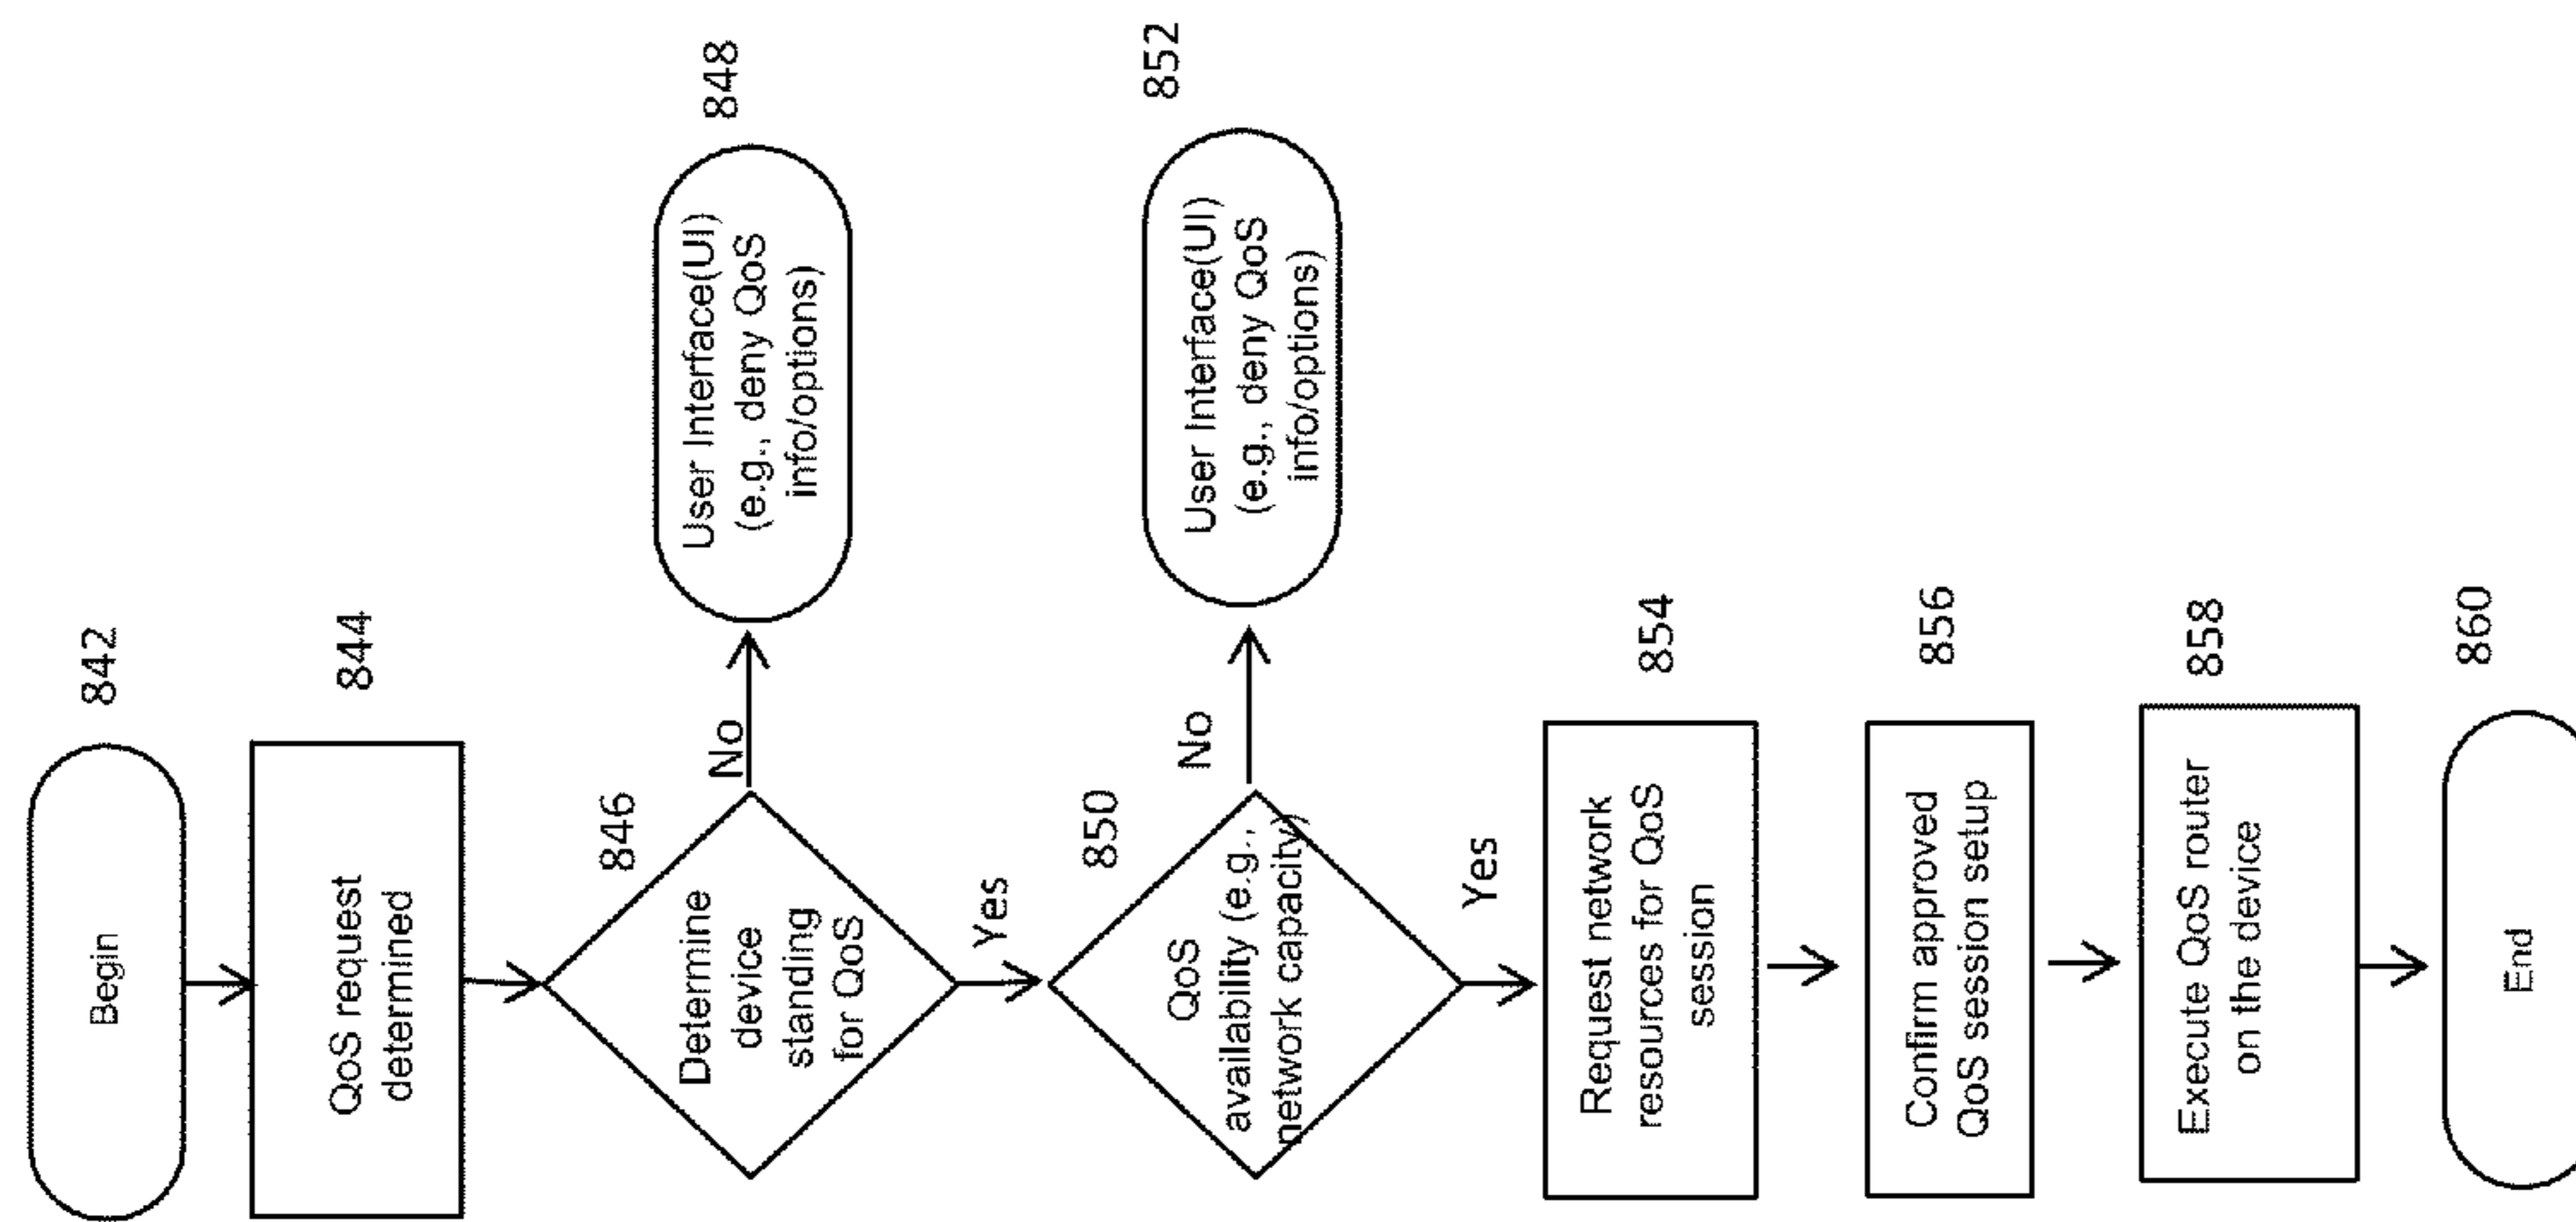 Begin
842
QoS request
determined
844
Determine
device
standing
for QoS
846
No
User Interface(UI)
(e.g., deny QoS
info/options)
848
Yes
QoS
availability (e.g.,
network capacity)
850
No
User Interface(UI)
(e.g., deny QoS
info/options)
852
Yes
Request network
resources for QoS
session
854
Confirm approved
QoS session setup
856
Execute QoS router
on the device
858
End
860